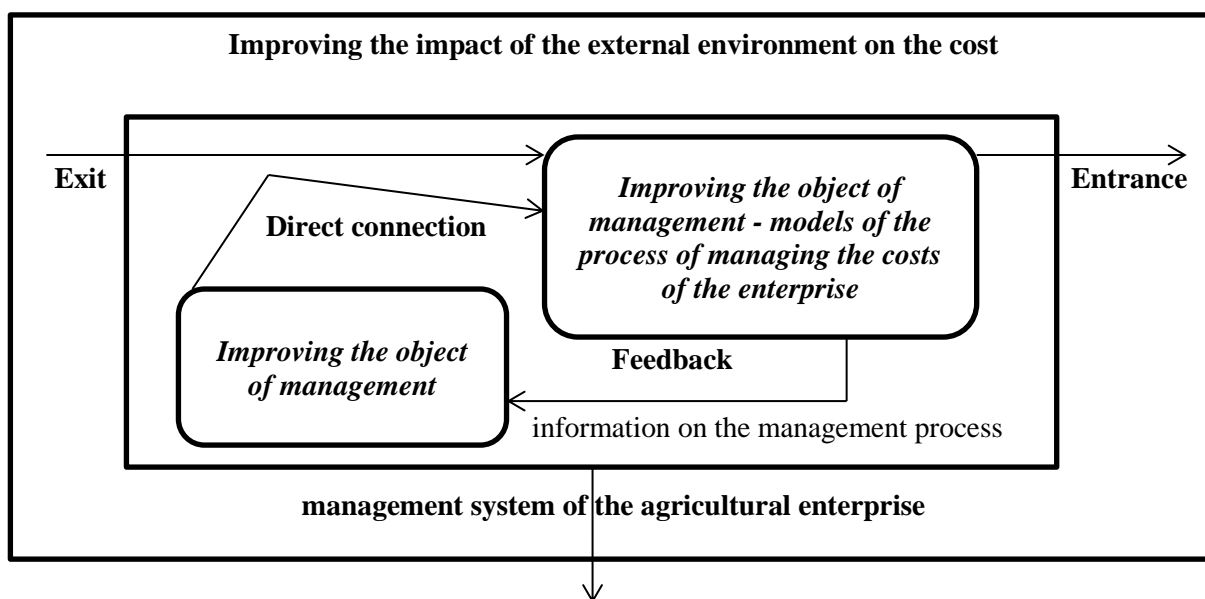 Improving the impact of the external environment on the cost
Exit
Entrance
Direct connection
Improving the object of
management - models of the
process of managing the costs
of the enterprise
Improving the object
of management
Feedback
information on the management process
management system of the agricultural enterprise